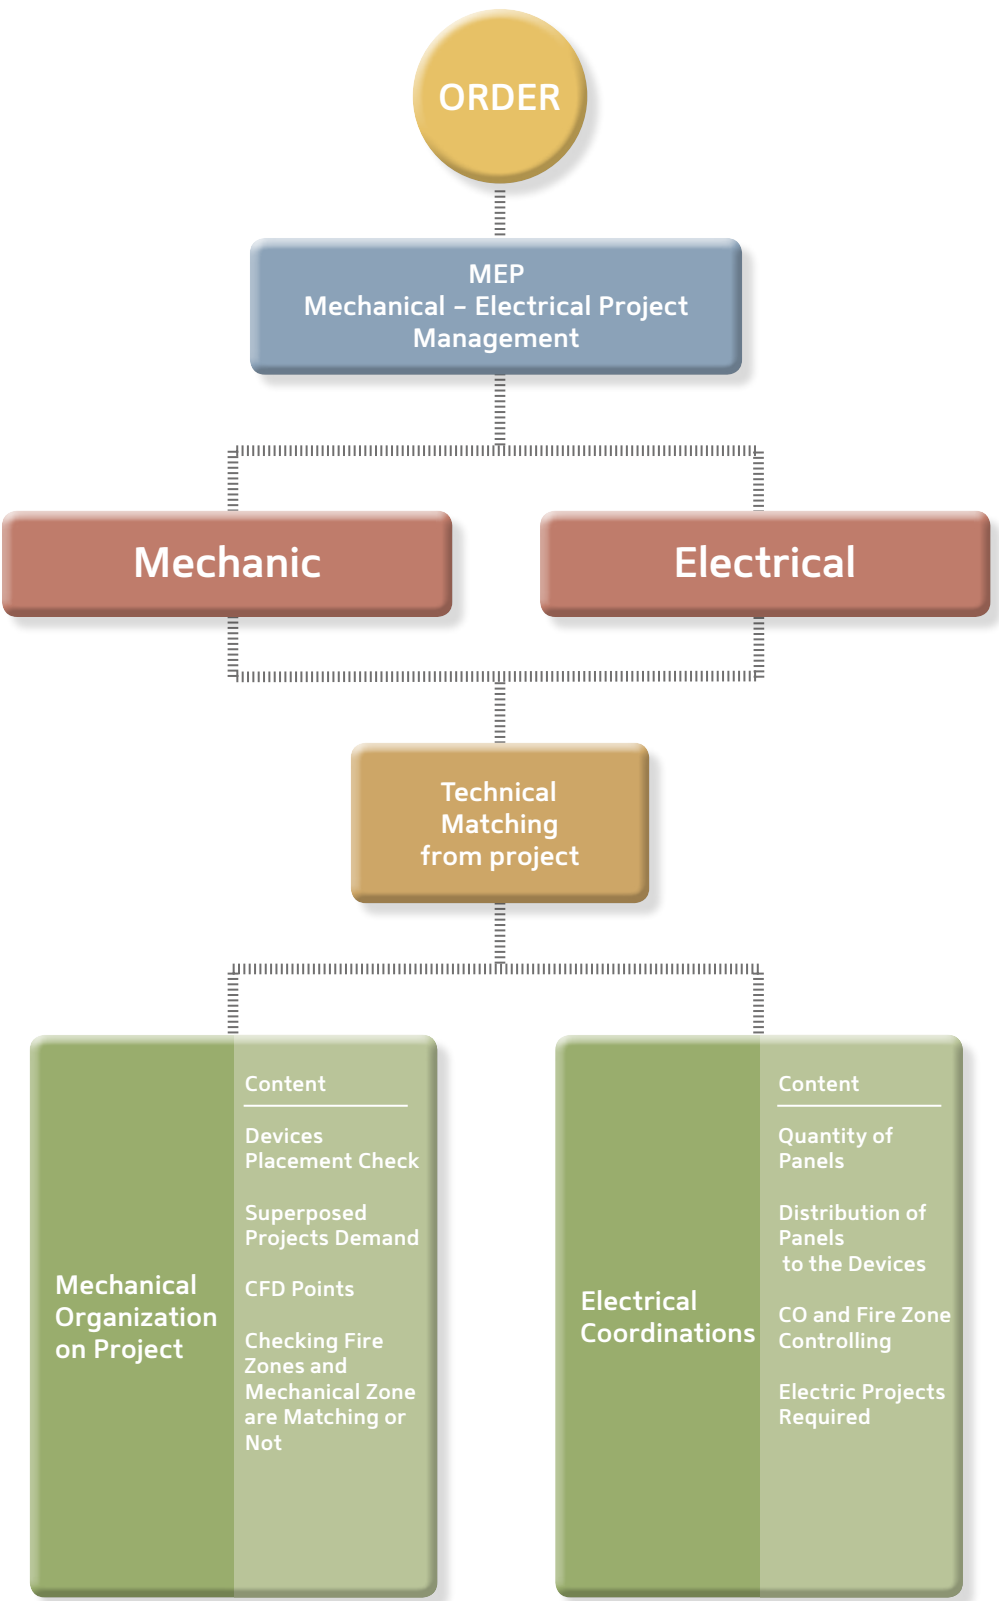 ORDER
MEP
Mechanical – Electrical Project
Management
Mechanic
Electrical
Technical
Matching
from project
Mechanical
Organization
on Project
Content
Devices
Placement Check
Superposed
Projects Demand
CFD Points
Checking Fire
Zones and
Mechanical Zone
are Matching or
Not
Electrical
Coordinations
Content
Quantity of
Panels
Distribution of
Panels
to the Devices
CO and Fire Zone
Controlling
Electric Projects
Required